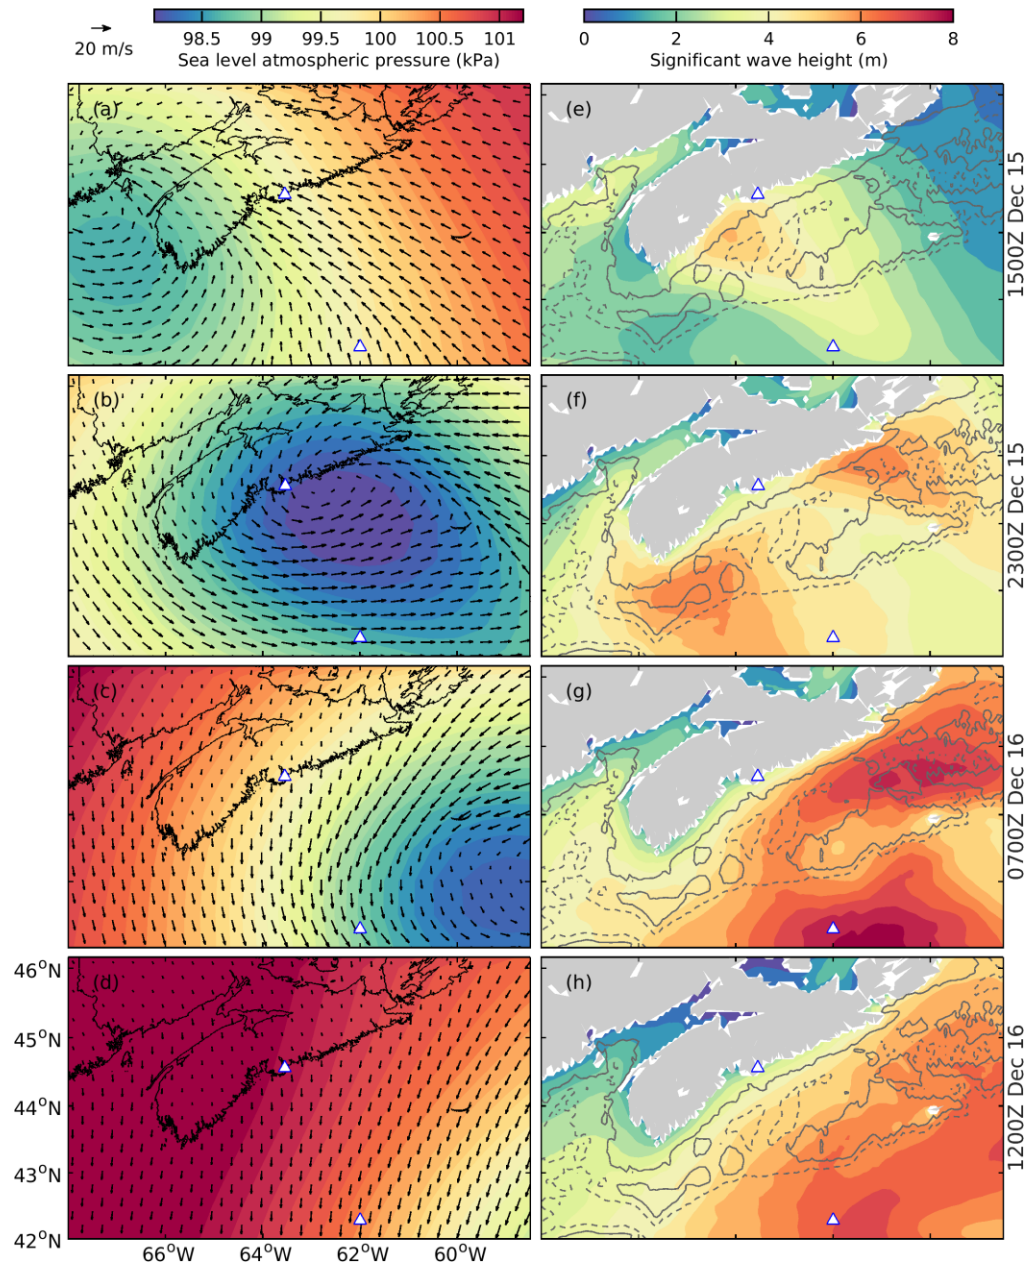 20 m/s
98.5 99 99.5 100 100.5 101
Sea level atmospheric pressure (kPa)
0 2 4 6 8
Significant wave height (m)
(a)
(e)
1500Z Dec 15
(b)
(f)
2300Z Dec 15
(c)
(g)
0700Z Dec 16
(d)
(h)
1200Z Dec 16
46°N
45°N
44°N
43°N
42°N
66°W 64°W 62°W 60°W